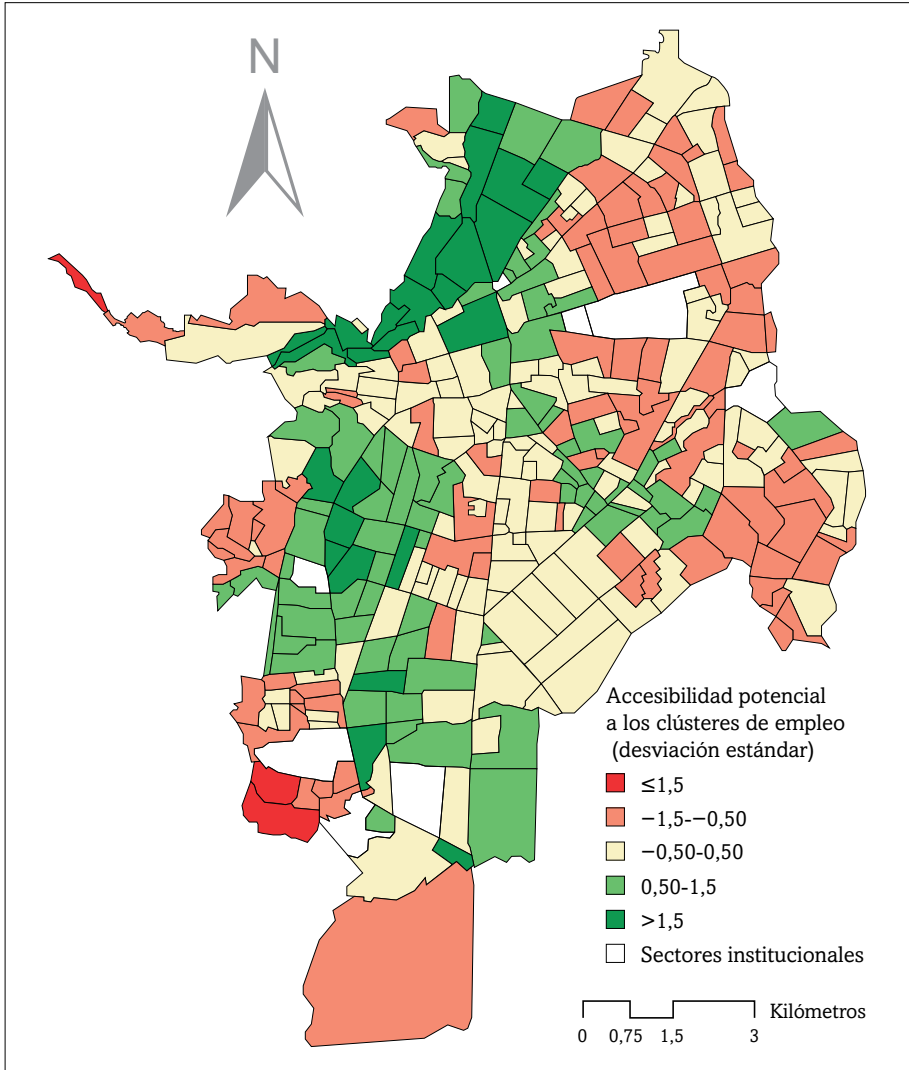 N
Accesibilidad potencial
a los clústeres de empleo
(desviación estándar)
≤1,5
−1,5-−0,50
−0,50-0,50
0,50-1,5
>1,5
Sectores institucionales
Kilómetros
0 0,75 1,5 3